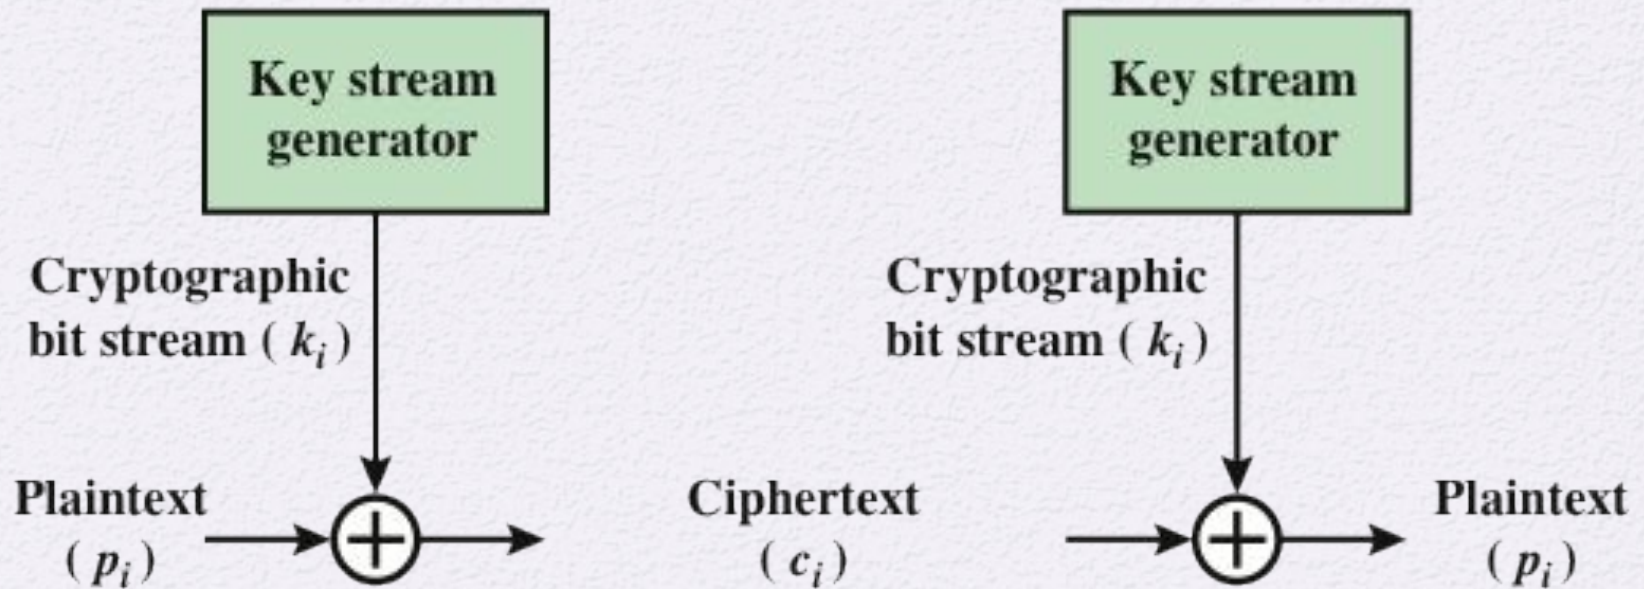 Key stream
generator
Key stream
generator
Cryptographic
bit stream ( kᵢ )
Cryptographic
bit stream ( kᵢ )
Plaintext
( pᵢ )
Ciphertext
( cᵢ )
Plaintext
( pᵢ )